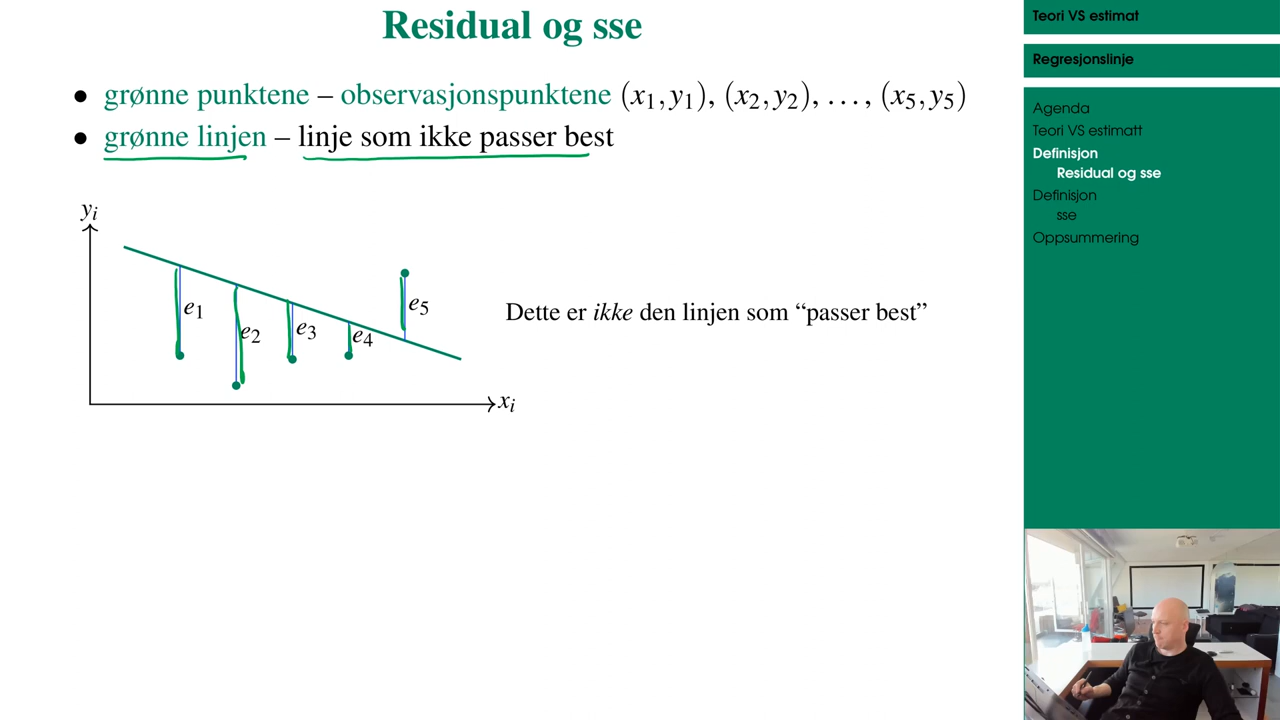 Residual og sse
• grønne punktene – observasjonspunktene (x₁,y₁), (x₂,y₂), ..., (x₅,y₅)
• grønne linjen – linje som ikke passer best
yᵢ
e₁
e₂
e₃
e₄
e₅
xᵢ
Dette er ikke den linjen som “passer best”
Teori VS estimat
Regresjonslinje
Agenda
Teori VS estimatt
Definisjon
Residual og sse
Definisjon
sse
Oppsummering